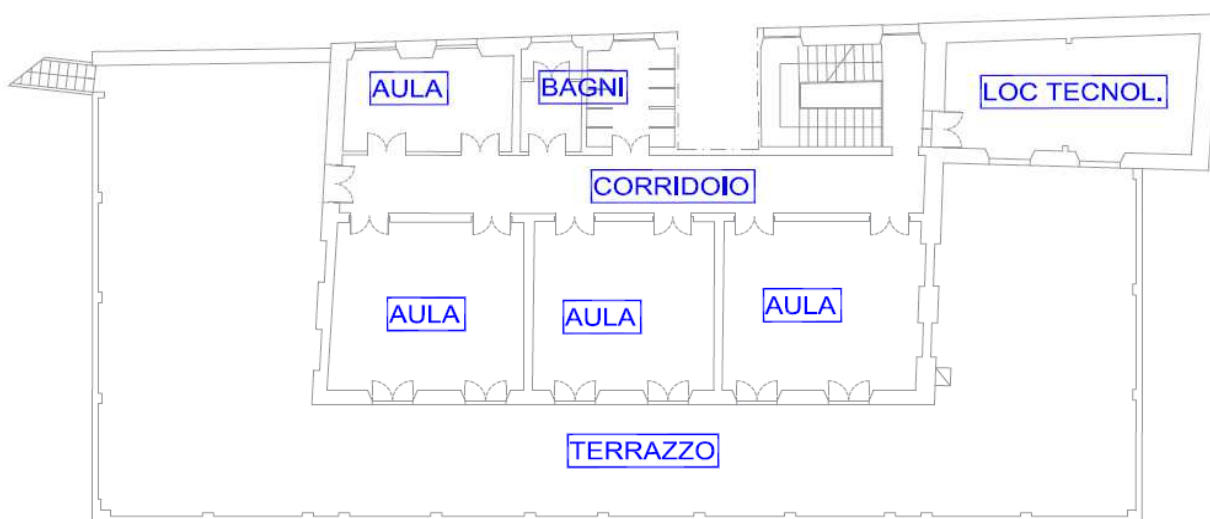 AULA
BAGNI
LOC TECNOL.
CORRIDOIO
AULA
AULA
AULA
TERRAZZO